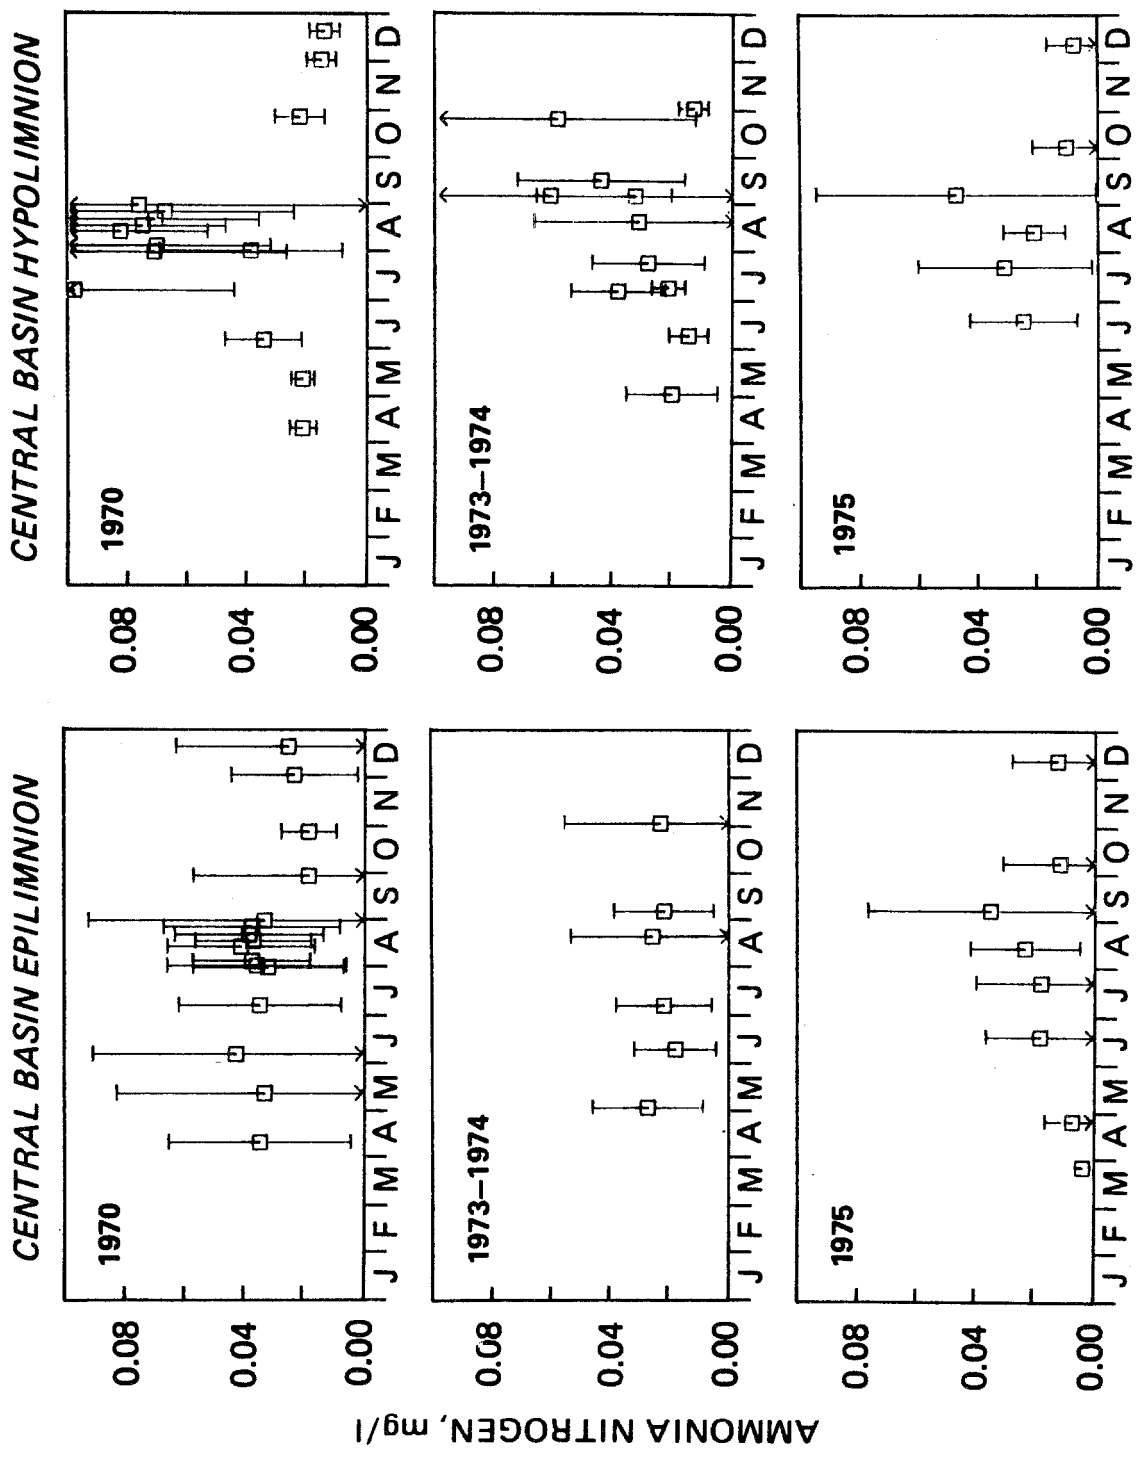 CENTRAL BASIN EPILIMNION
CENTRAL BASIN HYPOLIMNION
AMMONIA NITROGEN, mg/l
1970
0.08
0.04
0.00
J F M A M J J A S O N D
1970
0.08
0.04
0.00
J F M A M J J A S O N D
1973–1974
0.08
0.04
0.00
J F M A M J J A S O N D
1973–1974
0.08
0.04
0.00
J F M A M J J A S O N D
1975
0.08
0.04
0.00
J F M A M J J A S O N D
1975
0.08
0.04
0.00
J F M A M J J A S O N D